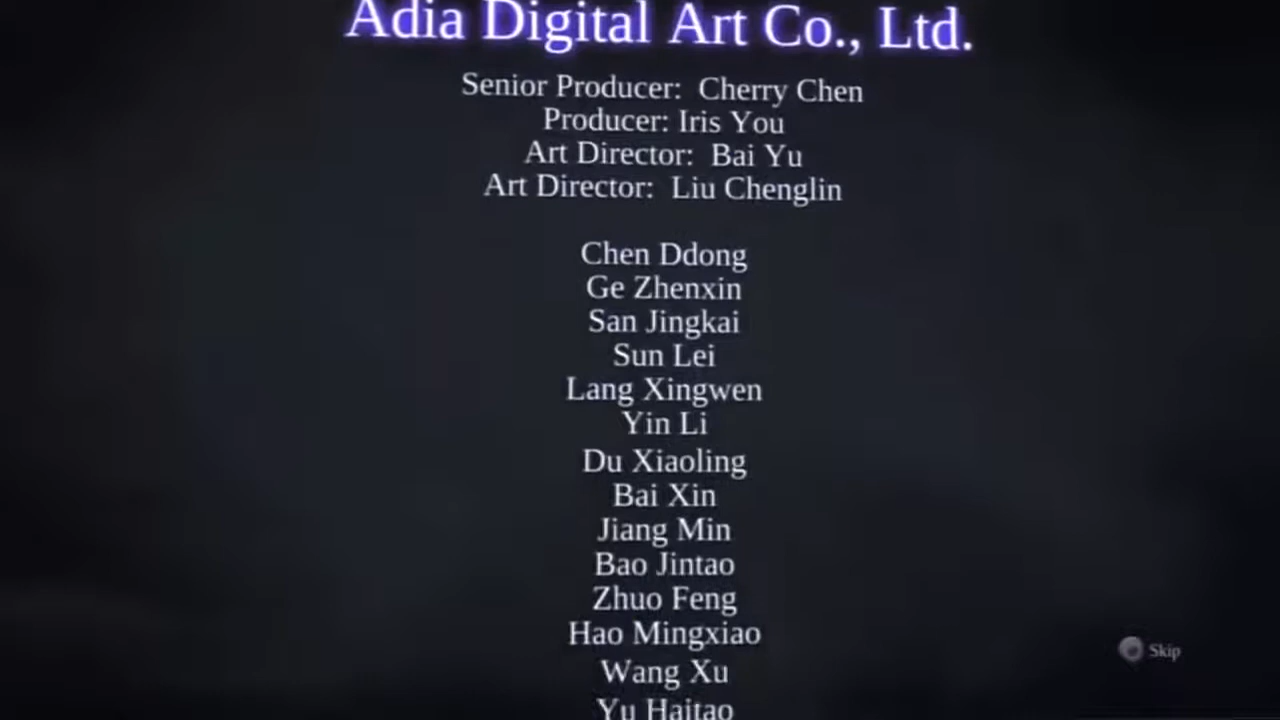 Adia Digital Art Co., Ltd.
Senior Producer: Cherry Chen
Producer: Iris You
Art Director: Bai Yu
Art Director: Liu Chenglin
Chen Ddong
Ge Zhenxin
San Jingkai
Sun Lei
Lang Xingwen
Yin Li
Du Xiaoling
Bai Xin
Jiang Min
Bao Jintao
Zhuo Feng
Hao Mingxiao
Wang Xu
Yu Haitao
Skip